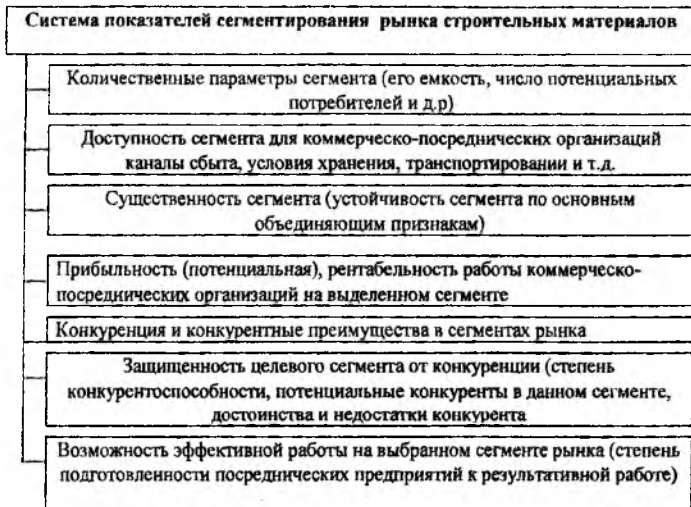 Система показателей сегментирования рынка строительных материалов
Количественные параметры сегмента (его емкость, число потенциальных
потребителей и д.р)
Доступность сегмента для коммерческо-посреднических организаций
каналы сбыта, условия хранения, транспортировании и т.д.
Существенность сегмента (устойчивость сегмента по основным
объединяющим признакам)
Прибыльность (потенциальная), рентабельность работы коммерческо-
посреднических организаций на выделенном сегменте
Конкуренция и конкурентные преимущества в сегментах рынка
Защищенность целевого сегмента от конкуренции (степень
конкурентоспособности, потенциальные конкуренты в данном сегменте,
достоинства и недостатки конкурента
Возможность эффективной работы на выбранном сегменте рынка (степень
подготовленности посреднических предприятий к результативной работе)